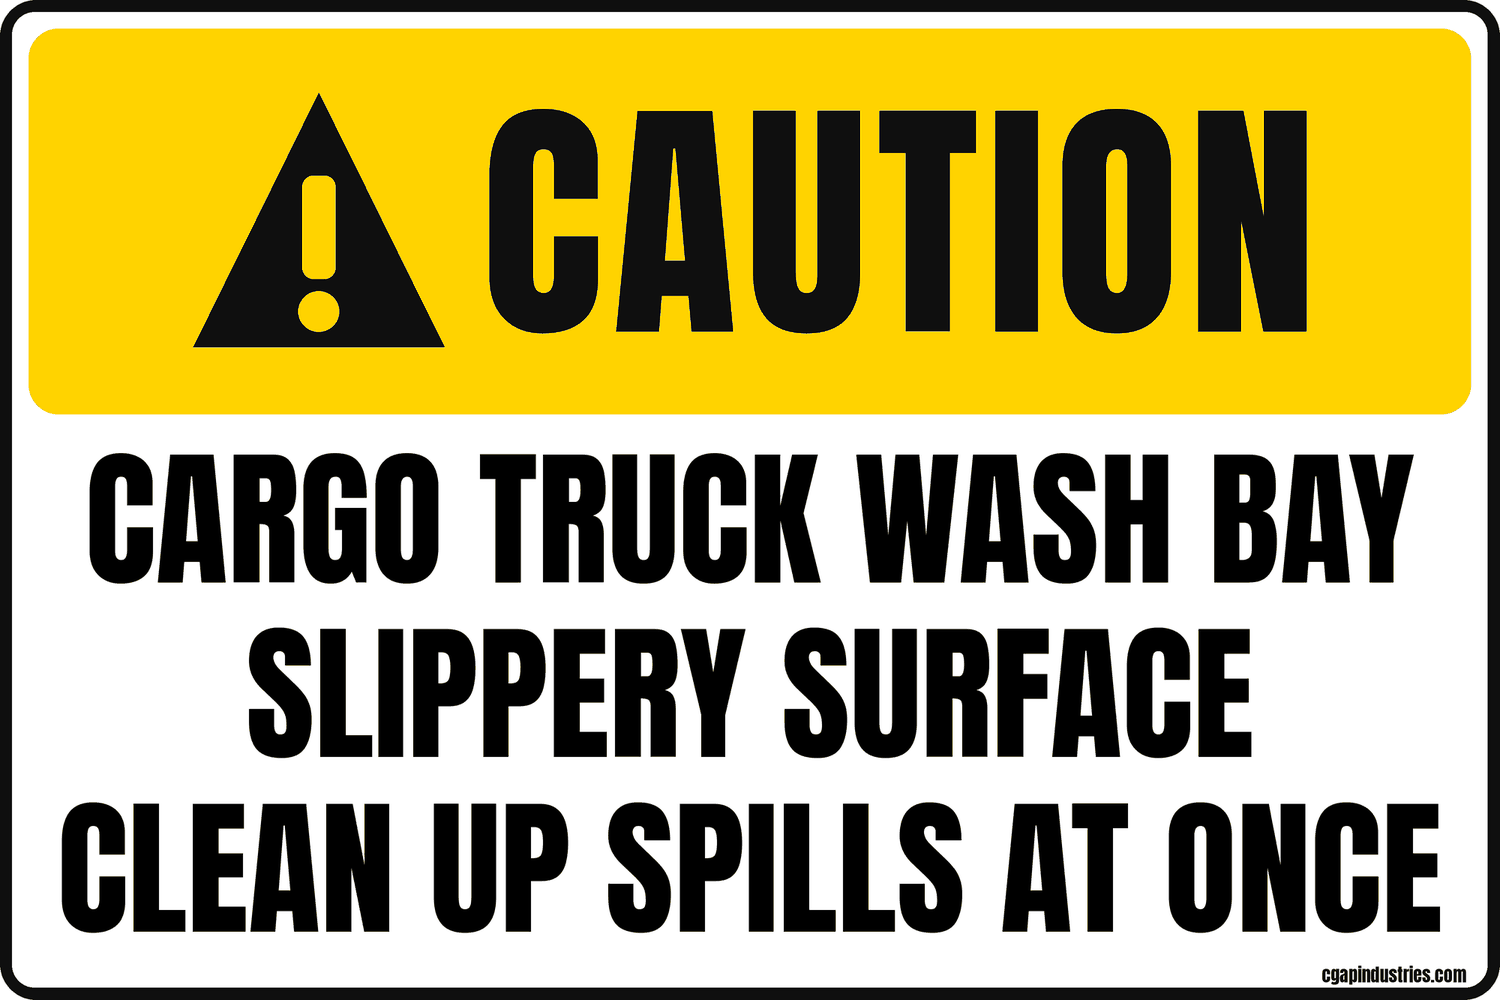 CAUTION
CARGO TRUCK WASH BAY
SLIPPERY SURFACE
CLEAN UP SPILLS AT ONCE
cgapindustries.com